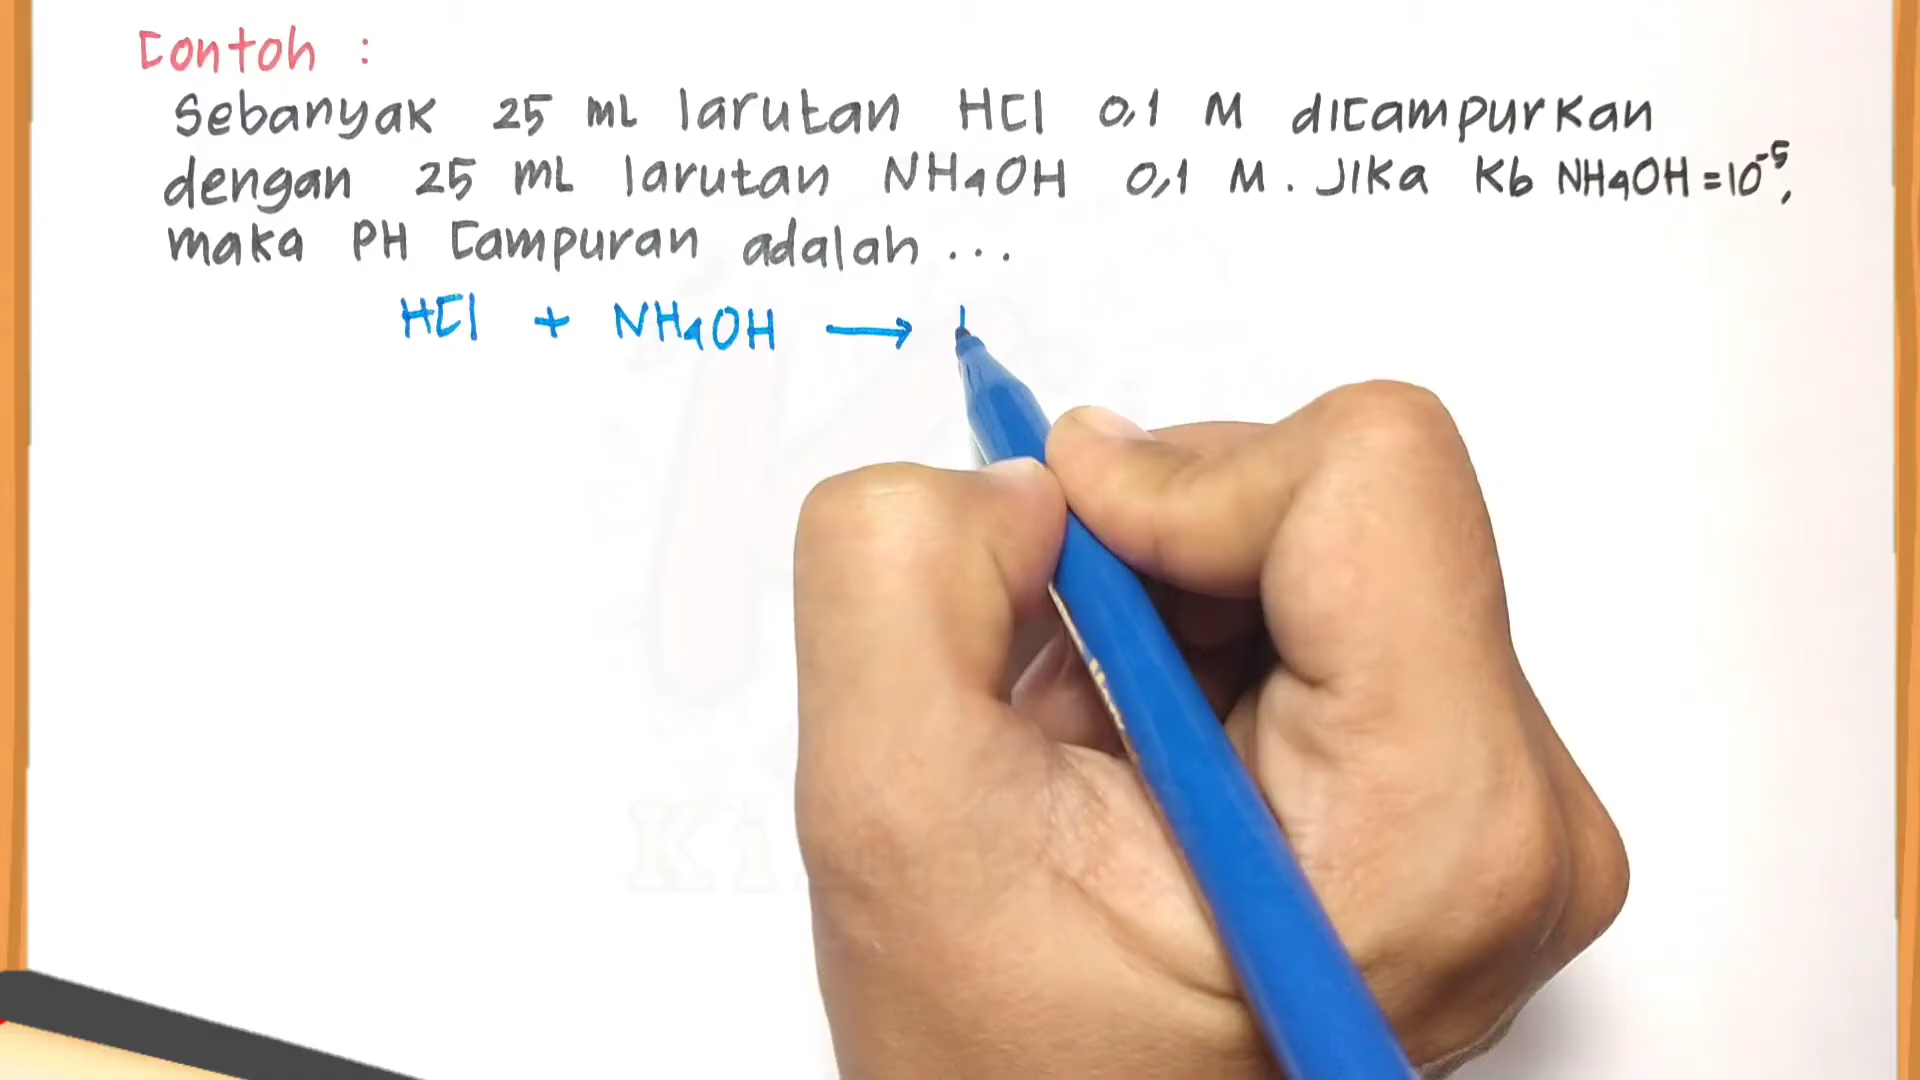 Contoh :
Sebanyak 25 mL larutan HCl 0,1 M dicampurkan
dengan 25 mL larutan NH4OH 0,1 M. Jika Kb NH4OH = 10⁻⁵,
maka PH Campuran adalah ...
HCl + NH4OH ⟶